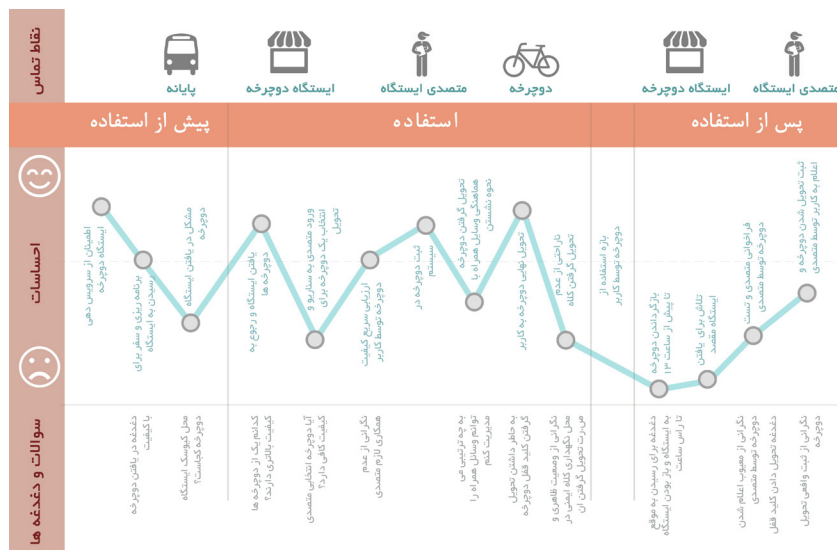 نقاط تماس
پایانه
ایستگاه دوچرخه
متصدی ایستگاه
دوچرخه
ایستگاه دوچرخه
متصدی ایستگاه
پیش از استفاده
استفاده
پس از استفاده
احساسات
اطمینان از سرویس دهی
ایستگاه دوچرخه
برنامه ریزی و سفر برای
رسیدن به ایستگاه
مشکل در یافتن ایستگاه
دوچرخه
یافتن ایستگاه و رجوع به
دوچرخه ها
ورود متصدی به سناریو و
انتخاب یک دوچرخه برای
تحویل
ارزیابی سریع کیفیت
دوچرخه توسط کاربر
ثبت دوچرخه در
سیستم
تحویل گرفتن دوچرخه
هماهنگی وسایل همراه با
نحوه نشستن
تحویل نهایی دوچرخه به کاربر
ناراحتی از عدم
تحویل گرفتن کلاه
بازه استفاده از
دوچرخه توسط کاربر
بازگرداندن دوچرخه
تا پیش از ساعت ۱۳
تلاش برای یافتن
ایستگاه مقصد
فراخوانی متصدی و تست
دوچرخه توسط متصدی
ثبت تحویل شدن دوچرخه و
اعلام به کاربر توسط متصدی
سوالات و دغدغه ها
دغدغه در یافتن دوچرخه
با کیفیت
محل کیوسک ایستگاه
دوچرخه کجاست؟
کدام یک از دوچرخه ها
کیفیت بالاتری دارند؟
آیا دوچرخه انتخابی متصدی
کیفیت کافی دارد؟
نگرانی از عدم
همکاری لازم متصدی
به چه ترتیبی می
توانم وسایل همراه را
مدیریت کنم
به خاطر داشتن تحویل
گرفتن کلید قفل دوچرخه
نگرانی از وضعیت ظاهری و
محل نگهداری کلاه ایمنی در
صورت تحویل گرفتن آن
دغدغه برای رسیدن به موقع
به ایستگاه و باز بودن ایستگاه
تا راس ساعت
نگرانی از معیوب اعلام شدن
دوچرخه توسط متصدی
دغدغه تحویل دادن کلید قفل
نگرانی از ثبت واقعی تحویل
دوچرخه